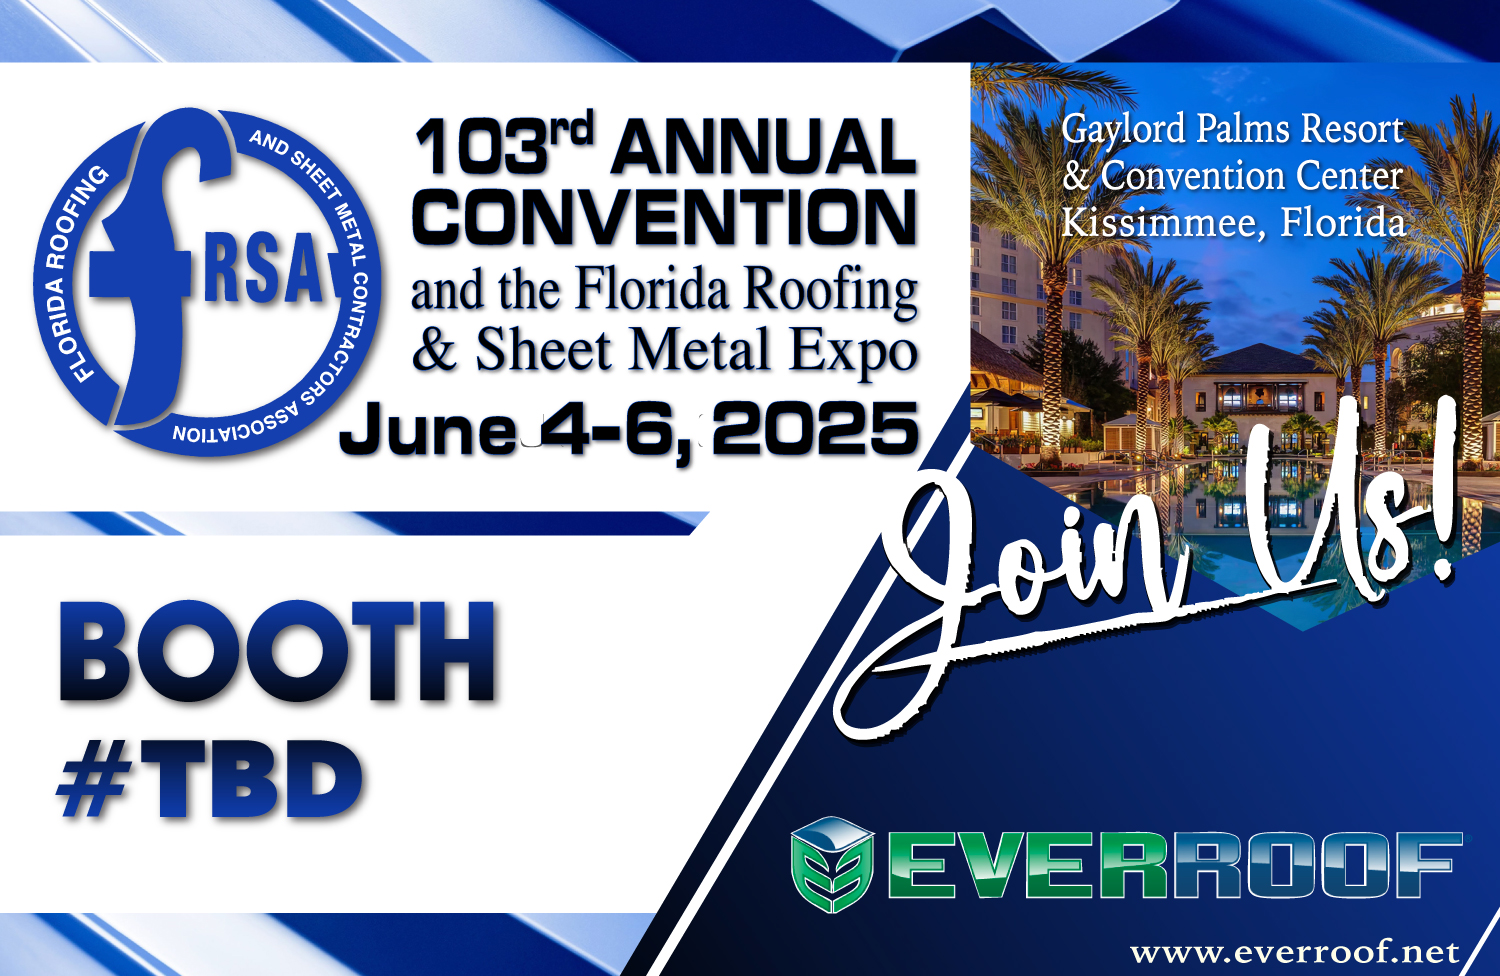 FLORIDA ROOFING
AND SHEET METAL CONTRACTORS ASSOCIATION
fRSA
103rd ANNUAL
CONVENTION
and the Florida Roofing
& Sheet Metal Expo
June 4-6, 2025
Gaylord Palms Resort
& Convention Center
Kissimmee, Florida
Join Us!
BOOTH
#TBD
EVERROOF
www.everroof.net